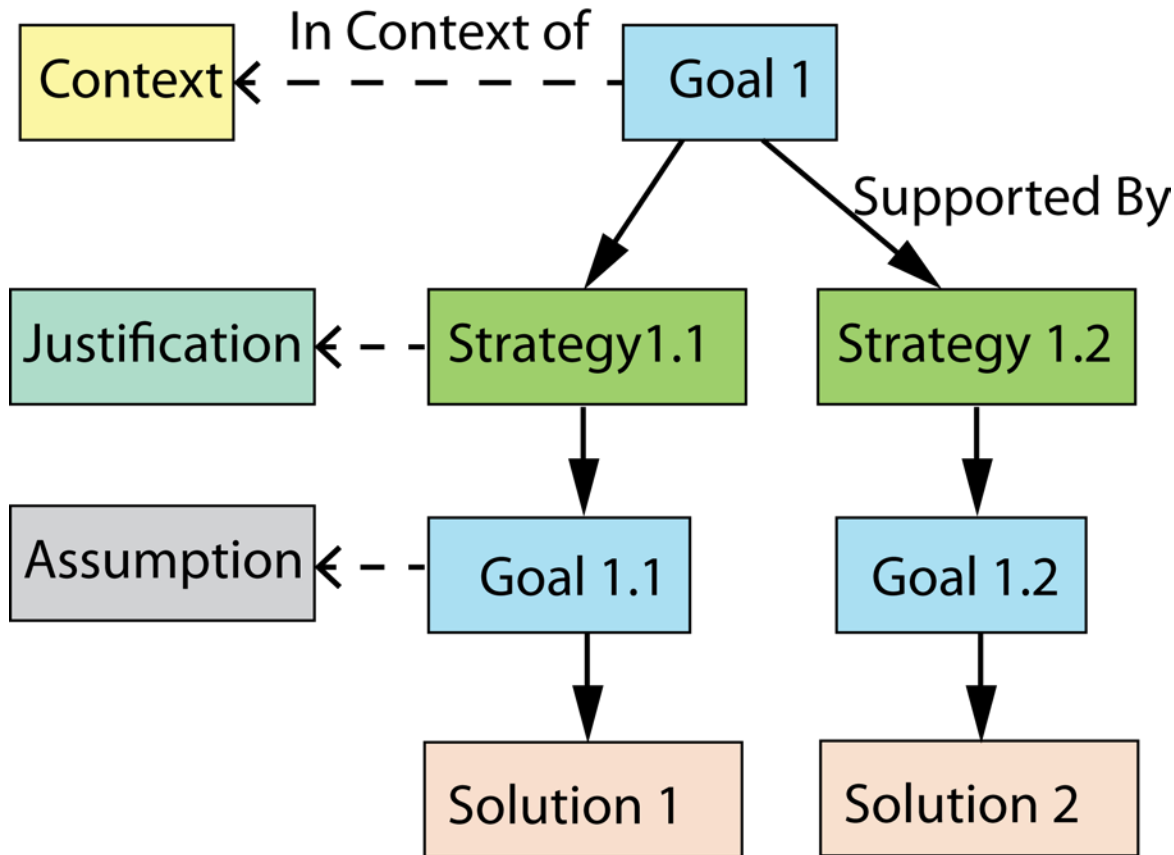 In Context of
Context
Goal 1
Supported By
Justification
Strategy1.1
Strategy 1.2
Assumption
Goal 1.1
Goal 1.2
Solution 1
Solution 2